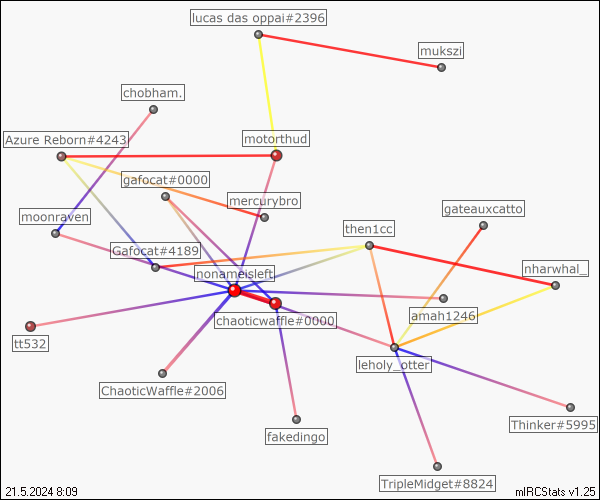 lucas das oppai#2396
mukszi
chobham.
Azure Reborn#4243
motorthud
gafocat#0000
mercurybro
moonraven
gateauxcatto
then1cc
Gafocat#4189
nonameisleft
nharwhal_
amah1246
chaoticwaffle#0000
tt532
leholy_otter
ChaoticWaffle#2006
Thinker#5995
fakedingo
TripleMidget#8824
21.5.2024 8:09
mIRCStats v1.25